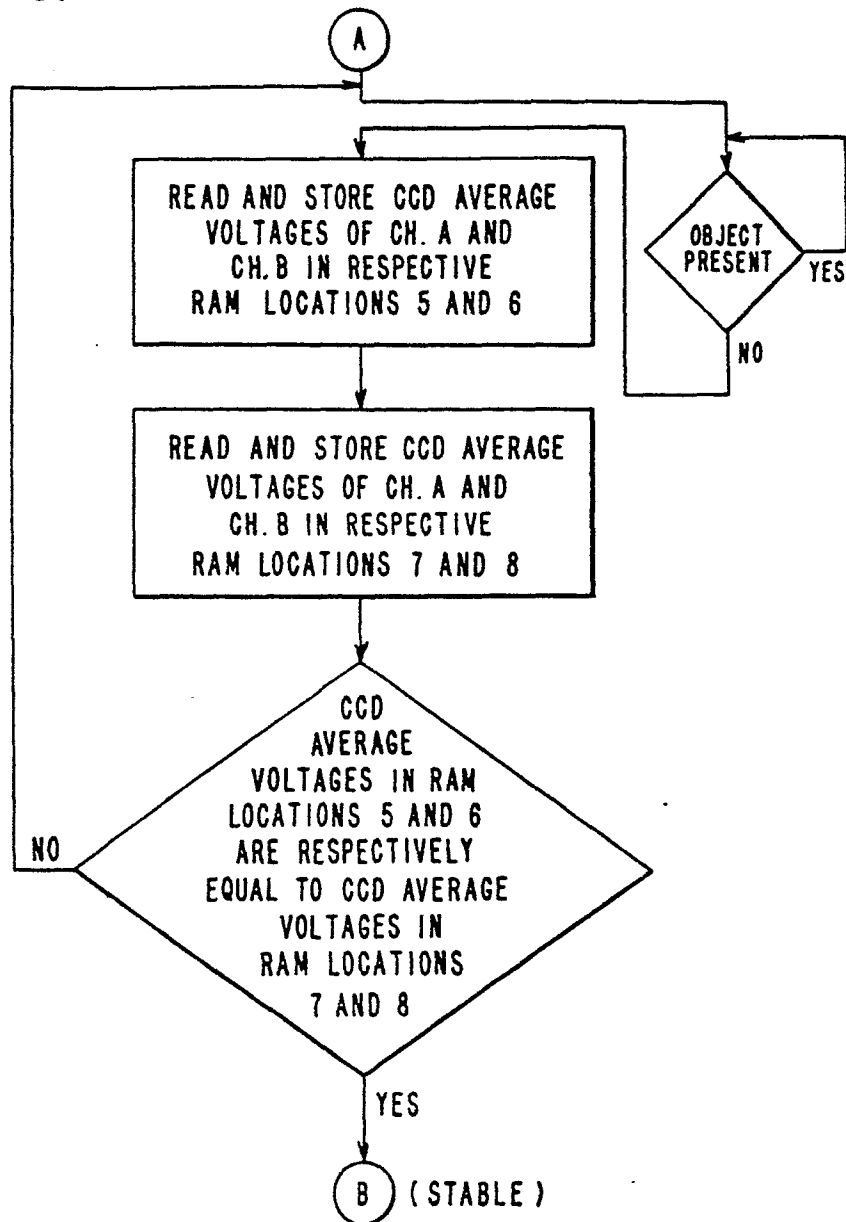 A
READ AND STORE CCD AVERAGE
VOLTAGES OF CH. A AND
CH. B IN RESPECTIVE
RAM LOCATIONS 5 AND 6
OBJECT
PRESENT
YES
NO
READ AND STORE CCD AVERAGE
VOLTAGES OF CH. A AND
CH. B IN RESPECTIVE
RAM LOCATIONS 7 AND 8
CCD
AVERAGE
VOLTAGES IN RAM
LOCATIONS 5 AND 6
ARE RESPECTIVELY
EQUAL TO CCD AVERAGE
VOLTAGES IN
RAM LOCATIONS
7 AND 8
NO
YES
B (STABLE)